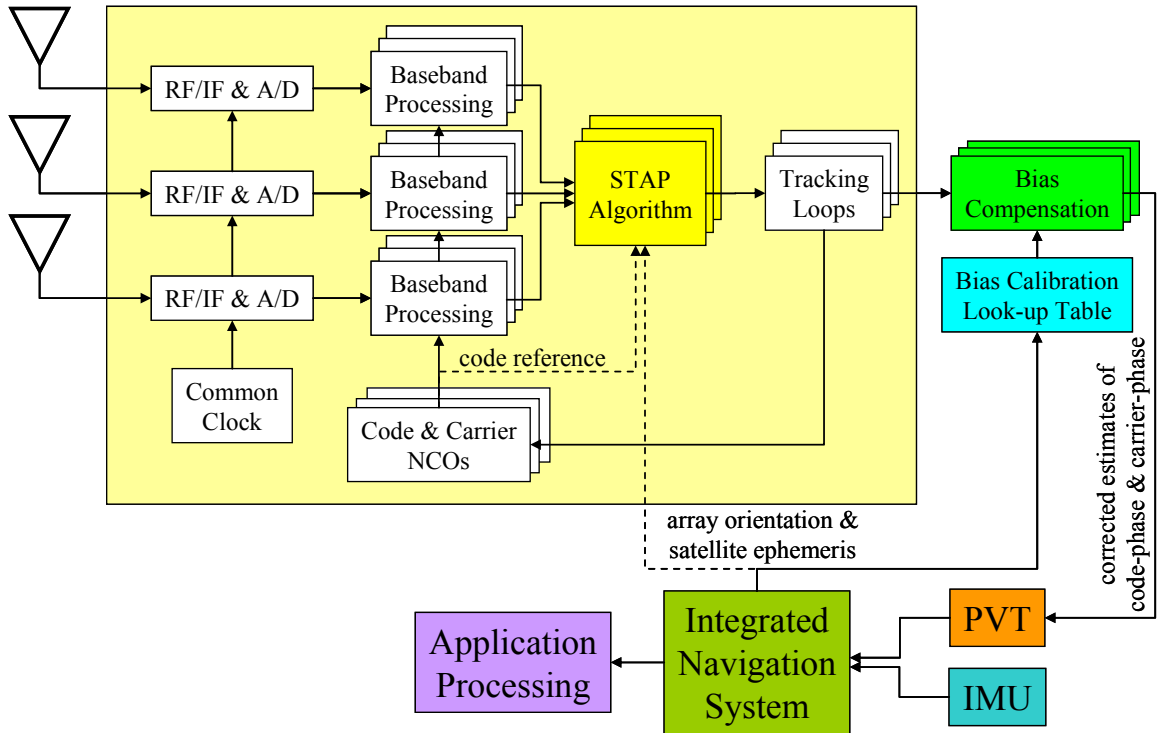 RF/IF & A/D
Baseband
Processing
RF/IF & A/D
Baseband
Processing
STAP
Algorithm
Tracking
Loops
Bias
Compensation
RF/IF & A/D
Baseband
Processing
Bias Calibration
Look-up Table
code reference
Common
Clock
Code & Carrier
NCOs
corrected estimates of
code-phase & carrier-phase
array orientation &
satellite ephemeris
Application
Processing
Integrated
Navigation
System
PVT
IMU